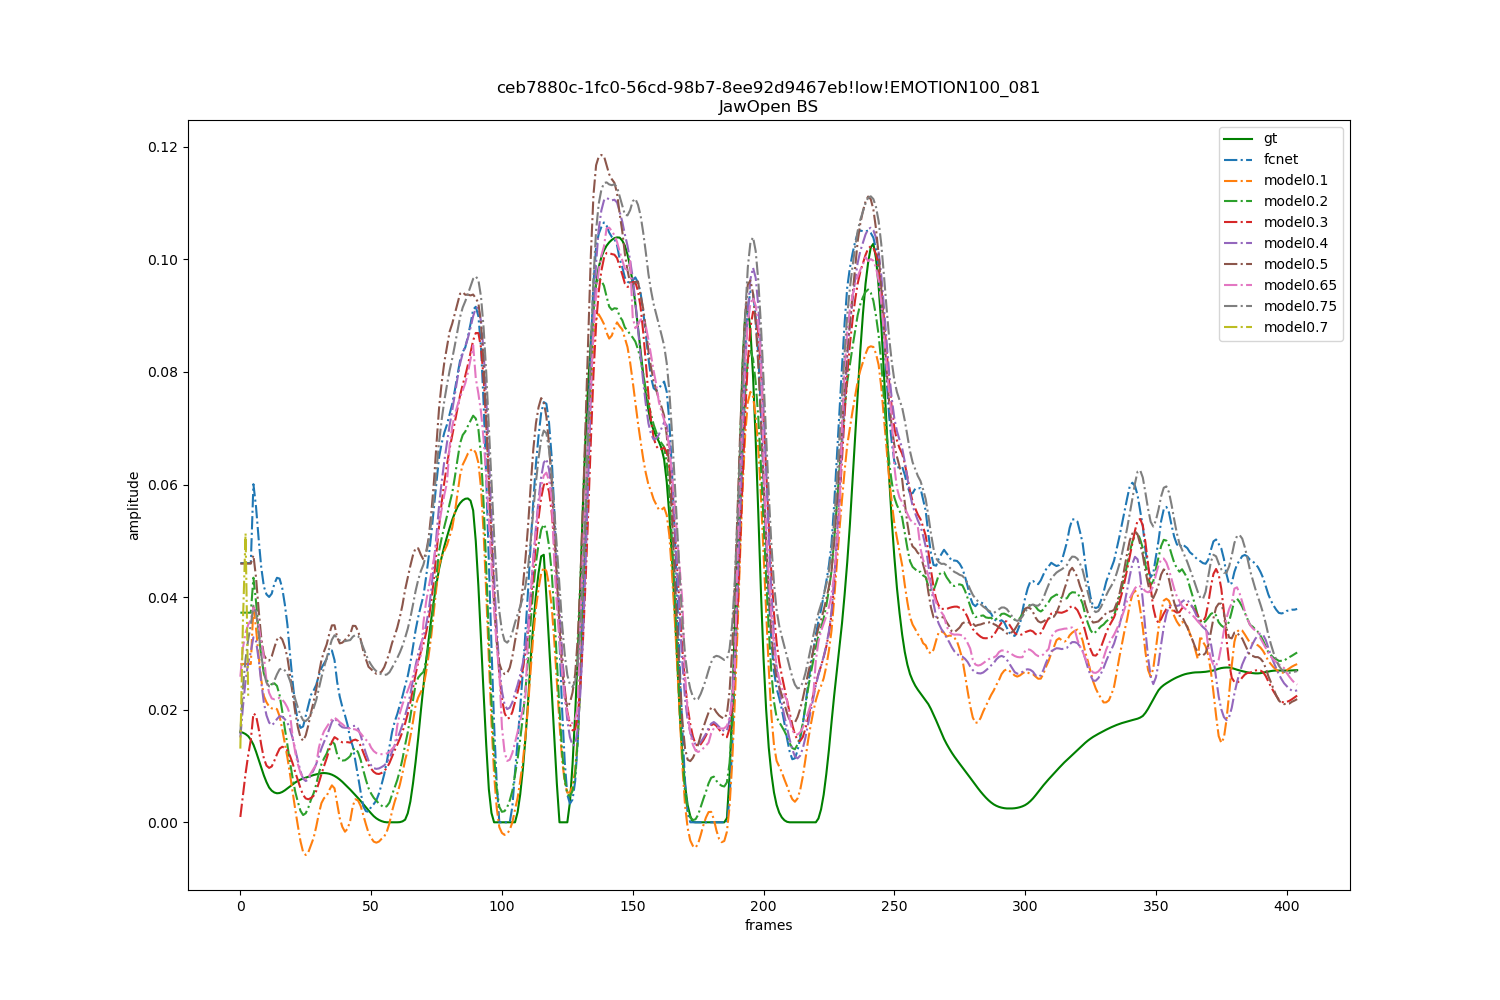 ceb7880c-1fc0-56cd-98b7-8ee92d9467eb!low!EMOTION100_081
JawOpen BS
gt
fcnet
model0.1
model0.2
model0.3
model0.4
model0.5
model0.65
model0.75
model0.7
0.12
0.10
0.08
0.06
0.04
0.02
0.00
amplitude
0
50
100
150
200
250
300
350
400
frames